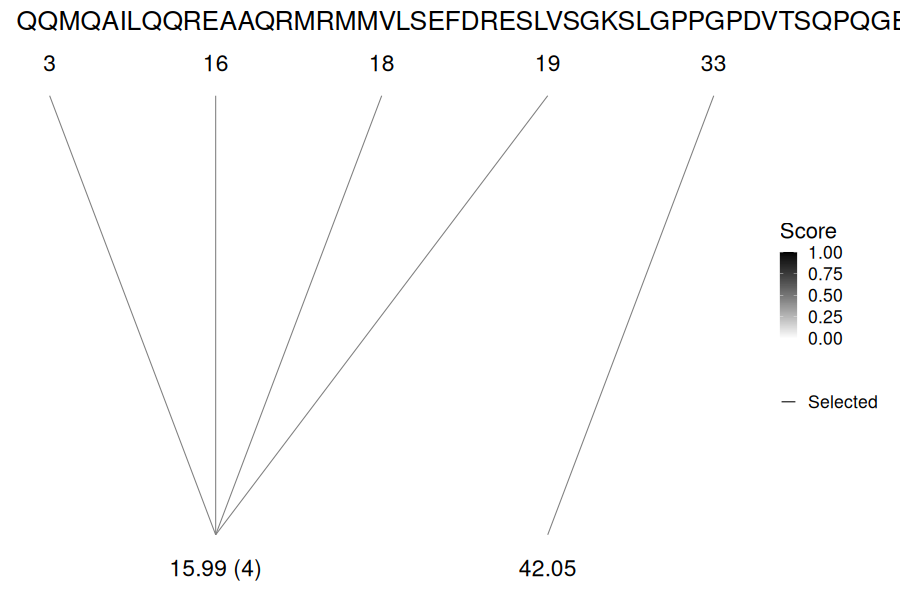 QQMQAILQQREAAQRMRMMVLSEFDRESLVSGKSLGPPGPDVTSQPQGE
3 16 18 19 33
Score
1.00
0.75
0.50
0.25
0.00
Selected
15.99 (4) 42.05